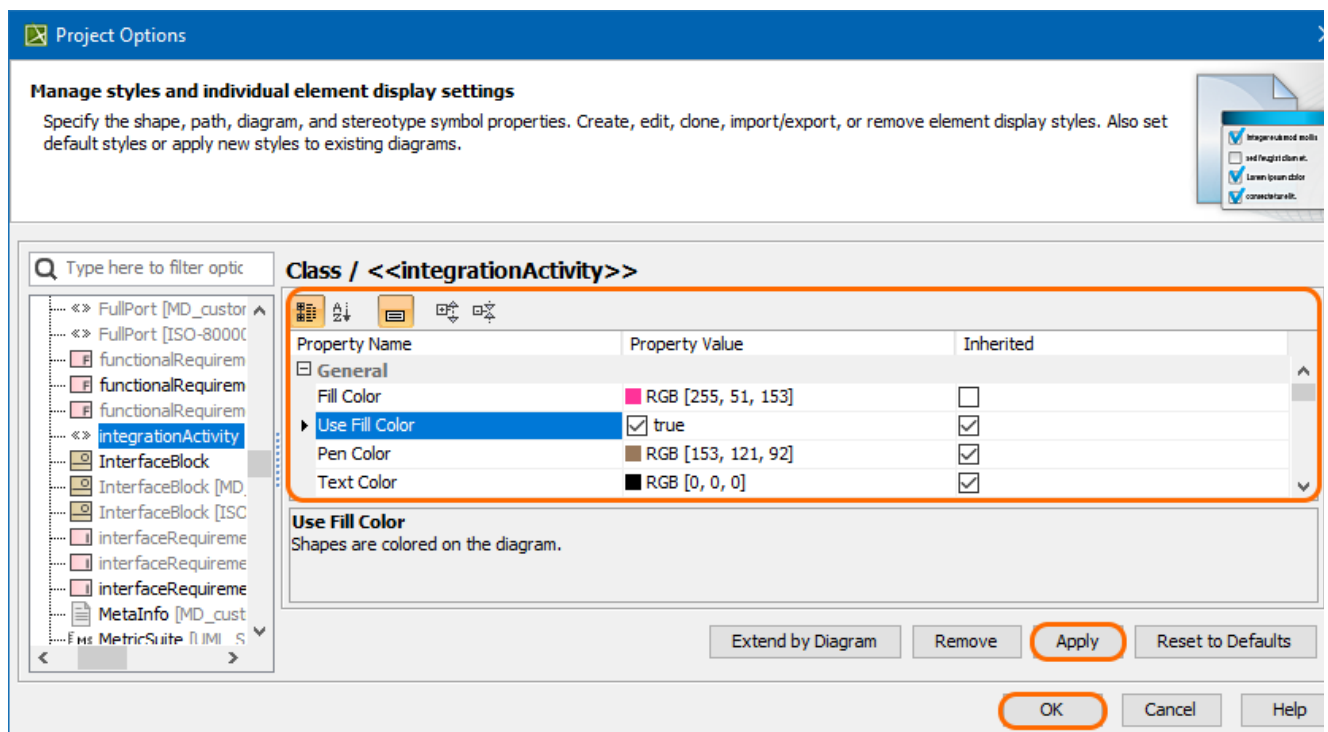 Project Options
Manage styles and individual element display settings
Specify the shape, path, diagram, and stereotype symbol properties. Create, edit, clone, import/export, or remove element display styles. Also set
default styles or apply new styles to existing diagrams.
Type here to filter optic
Class / <<integrationActivity>>
«» FullPort [MD_custor
«» FullPort [ISO-8000(
F functionalRequirem
F functionalRequirem
F functionalRequirem
«» integrationActivity
InterfaceBlock
InterfaceBlock [MD_
InterfaceBlock [ISC
I interfaceRequireme
I interfaceRequireme
I interfaceRequireme
MetaInfo [MD_cust
MetricSuite [UML_S
Property Name Property Value Inherited
General
Fill Color RGB [255, 51, 153]
Use Fill Color true
Pen Color RGB [153, 121, 92]
Text Color RGB [0, 0, 0]
Use Fill Color
Shapes are colored on the diagram.
Extend by Diagram Remove Apply Reset to Defaults
OK Cancel Help